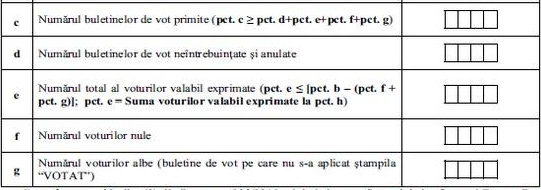 c Numărul buletinelor de vot primite (pct. c ≥ pct. d+pct. e+pct. f+pct. g)
d Numărul buletinelor de vot neîntrebuințate și anulate
e Numărul total al voturilor valabil exprimate (pct. e ≤ [pct. b – (pct. f +
pct. g)]; pct. e = Suma voturilor valabil exprimate la pct. h)
f Numărul voturilor nule
g Numărul voturilor albe (buletine de vot pe care nu s-a aplicat ștampila
“VOTAT”)